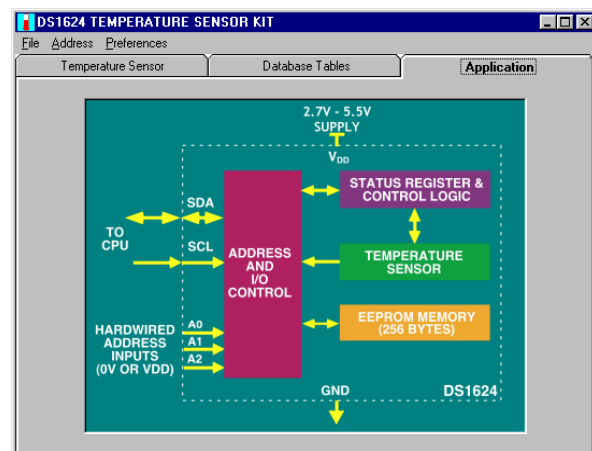 DS1624 TEMPERATURE SENSOR KIT
File Address Preferences
Temperature Sensor Database Tables Application
2.7V - 5.5V
SUPPLY
VDD
STATUS REGISTER &
CONTROL LOGIC
SDA
TO
CPU
SCL
ADDRESS
AND
I/O
CONTROL
TEMPERATURE
SENSOR
EEPROM MEMORY
(256 BYTES)
HARDWIRED
ADDRESS
INPUTS
(0V OR VDD)
A0
A1
A2
GND
DS1624